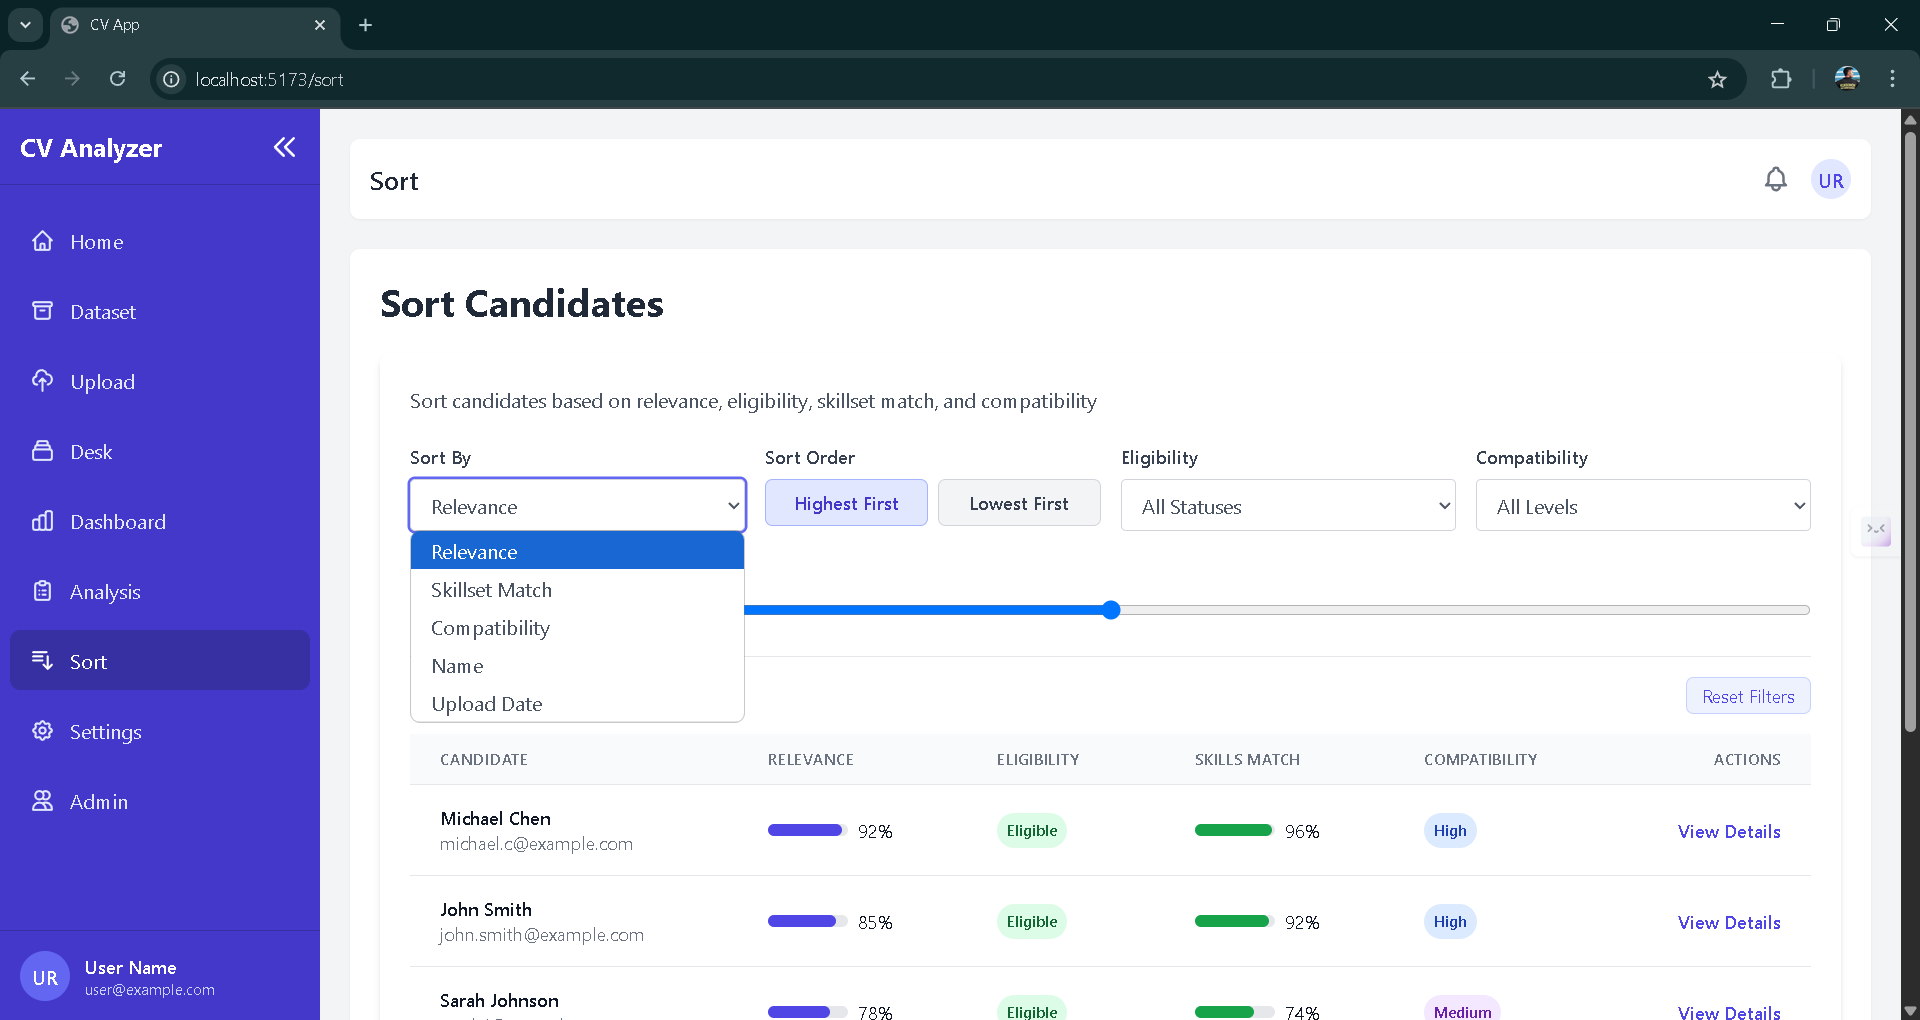 CV App
localhost:5173/sort
CV Analyzer
Home
Dataset
Upload
Desk
Dashboard
Analysis
Sort
Settings
Admin
UR
User Name
user@example.com
Sort
UR
Sort Candidates
Sort candidates based on relevance, eligibility, skillset match, and compatibility
Sort By
Sort Order
Eligibility
Compatibility
Relevance
Highest First
Lowest First
All Statuses
All Levels
Relevance
Skillset Match
Compatibility
Name
Upload Date
Reset Filters
CANDIDATE RELEVANCE ELIGIBILITY SKILLS MATCH COMPATIBILITY ACTIONS
Michael Chen
michael.c@example.com
92% Eligible 96% High View Details
John Smith
john.smith@example.com
85% Eligible 92% High View Details
Sarah Johnson
78% Eligible 74% Medium View Details